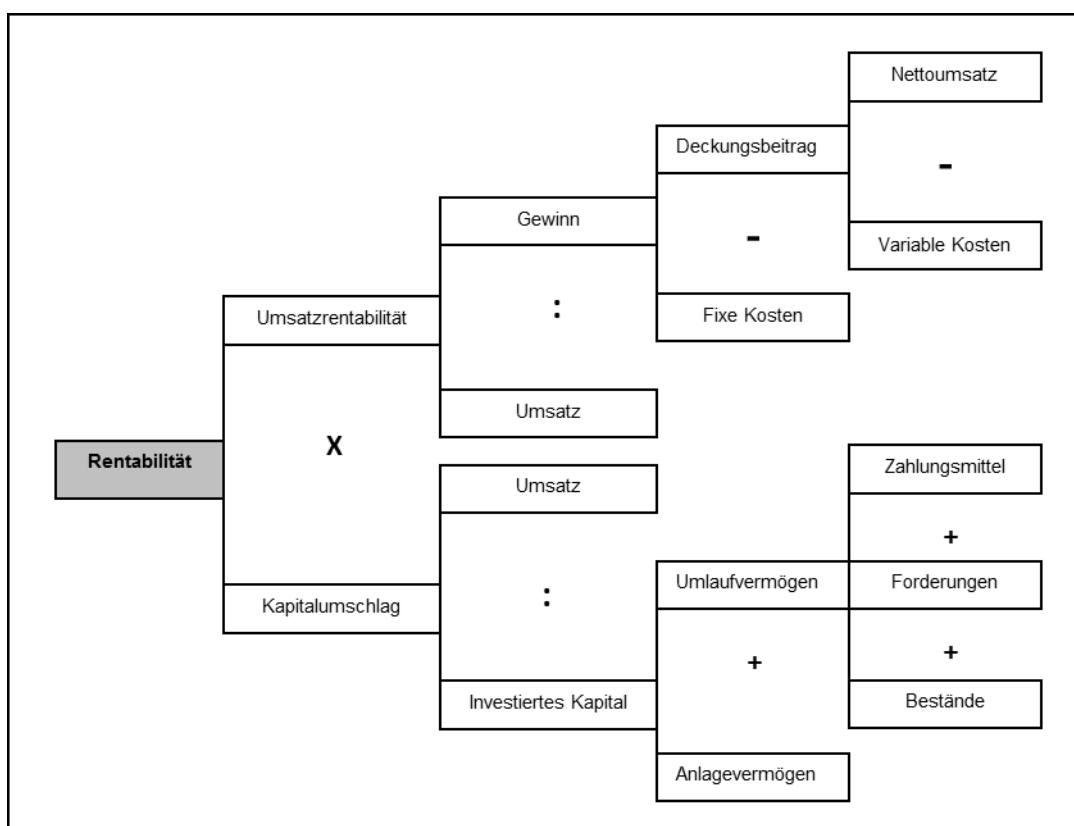 Nettoumsatz
-
Variable Kosten
Deckungsbeitrag
-
Fixe Kosten
Gewinn
:
Umsatz
Umsatzrentabilität
X
Rentabilität
Kapitalumschlag
Umsatz
:
Investiertes Kapital
Umlaufvermögen
+
Anlagevermögen
Zahlungsmittel
+
Forderungen
+
Bestände